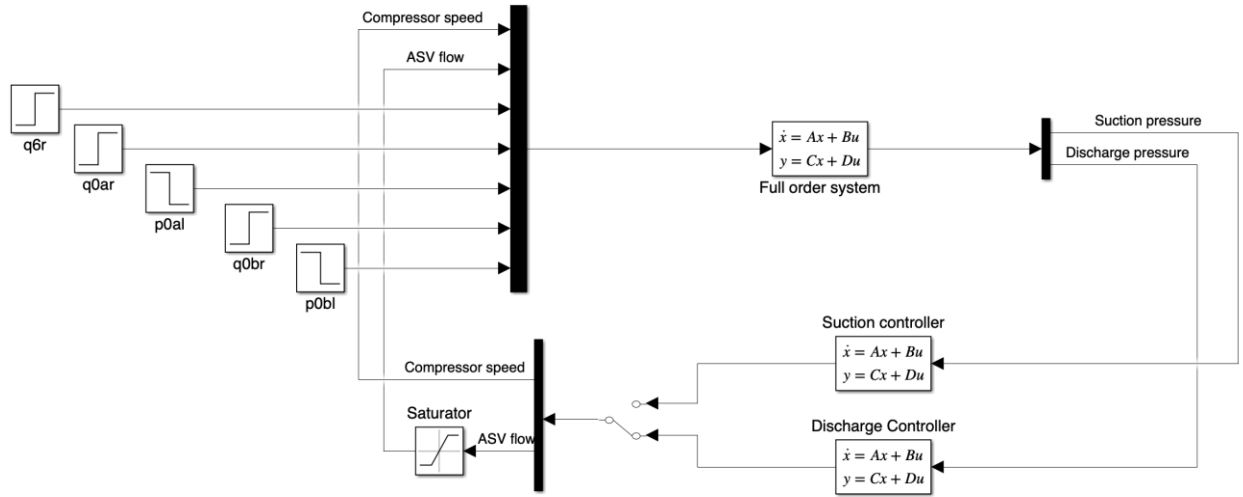 Compressor speed
ASV flow
q6r
q0ar
p0al
q0br
p0bl
ẋ = Ax + Bu
y = Cx + Du
Full order system
Suction pressure
Discharge pressure
Suction controller
ẋ = Ax + Bu
y = Cx + Du
Discharge Controller
ẋ = Ax + Bu
y = Cx + Du
Compressor speed
Saturator
ASV flow